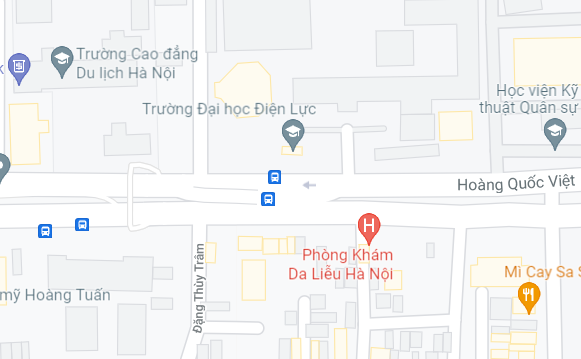 Trường Cao đẳng
Du lịch Hà Nội
Học viện Kỹ
thuật Quân sự
Trường Đại học Điện Lực
Hoàng Quốc Việt
H
Phòng Khám
Da Liễu Hà Nội
Đặng Thùy Trâm
Mì Cay Sa S
mỹ Hoàng Tuấn